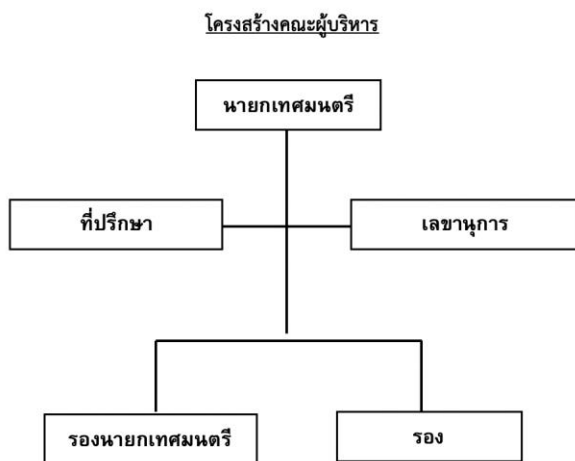 โครงสร้างคณะผู้บริหาร
นายกเทศมนตรี
ที่ปรึกษา
เลขานุการ
รองนายกเทศมนตรี
รอง